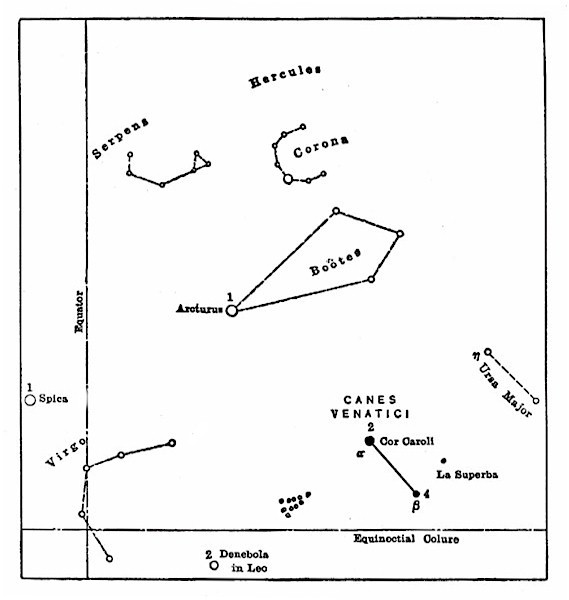 Hercules
Serpens
Corona
Boötes
1
Arcturus
Equator
η
Ursa Major
1
Spica
CANES
VENATICI
2
Cor Caroli
α
La Superba
4
β
Virgo
Equinoctial Colure
2 Denebola
in Leo